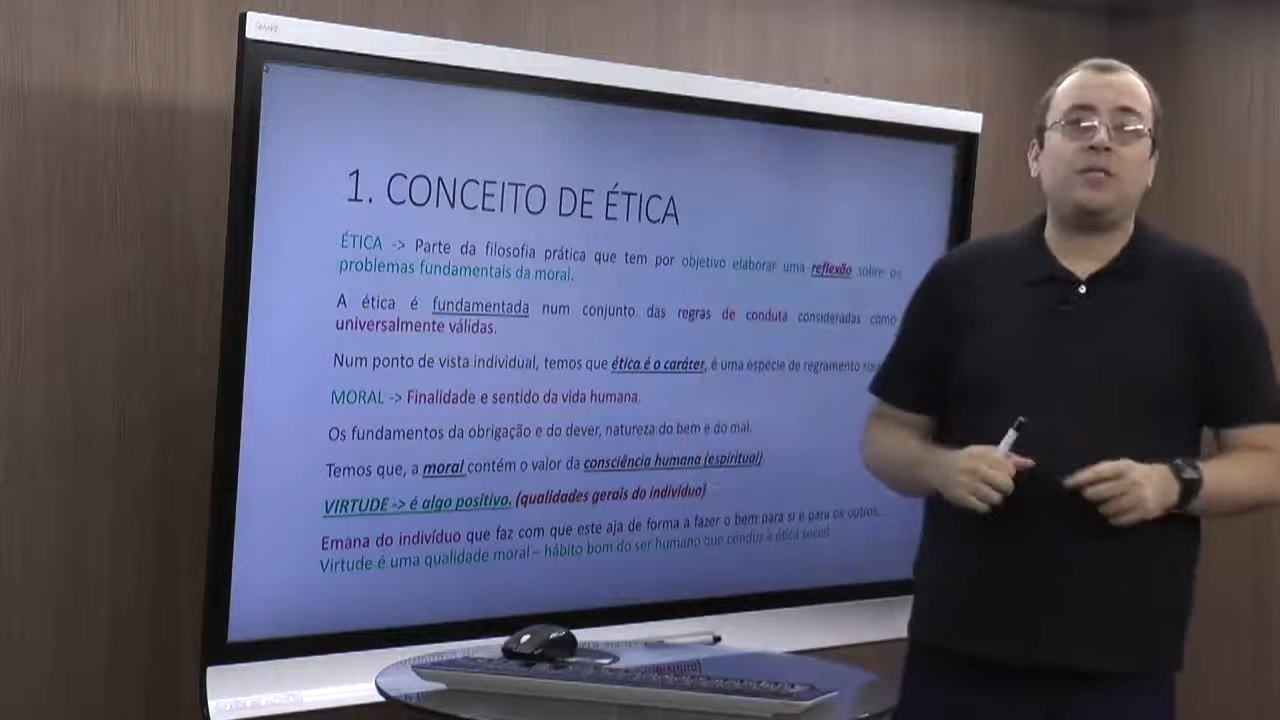 SMART
1. CONCEITO DE ÉTICA
ÉTICA -> Parte da filosofia prática que tem por objetivo elaborar uma reflexão sobre os
problemas fundamentais da moral.
A ética é fundamentada num conjunto das regras de conduta consideradas como
universalmente válidas.
Num ponto de vista individual, temos que ética é o caráter, é uma espécie de regramento
MORAL -> Finalidade e sentido da vida humana.
Os fundamentos da obrigação e do dever, natureza do bem e do mal.
Temos que, a moral contém o valor da consciência humana (espiritual)
VIRTUDE -> é algo positivo. (qualidades gerais do indivíduo)
Emana do indivíduo que faz com que este aja de forma a fazer o bem para si e para os outros..
Virtude é uma qualidade moral – hábito bom do ser humano que conduz à ética social